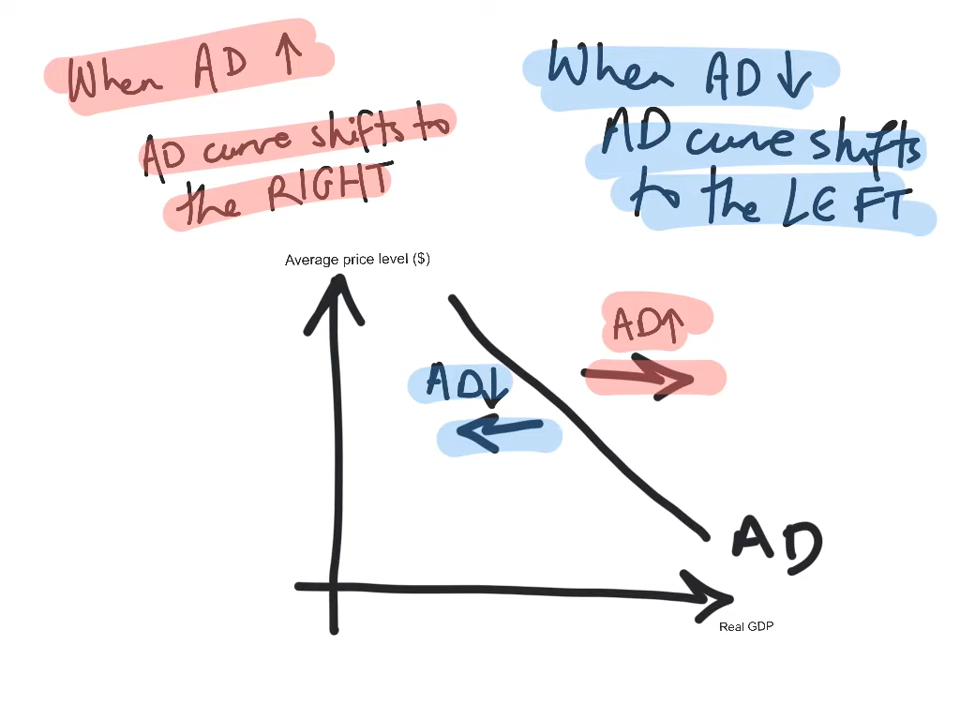 When AD ↑
AD curve shifts to
the RIGHT
When AD ↓
AD curve shifts
to the LEFT
Average price level ($)
AD↑
AD↓
AD
Real GDP